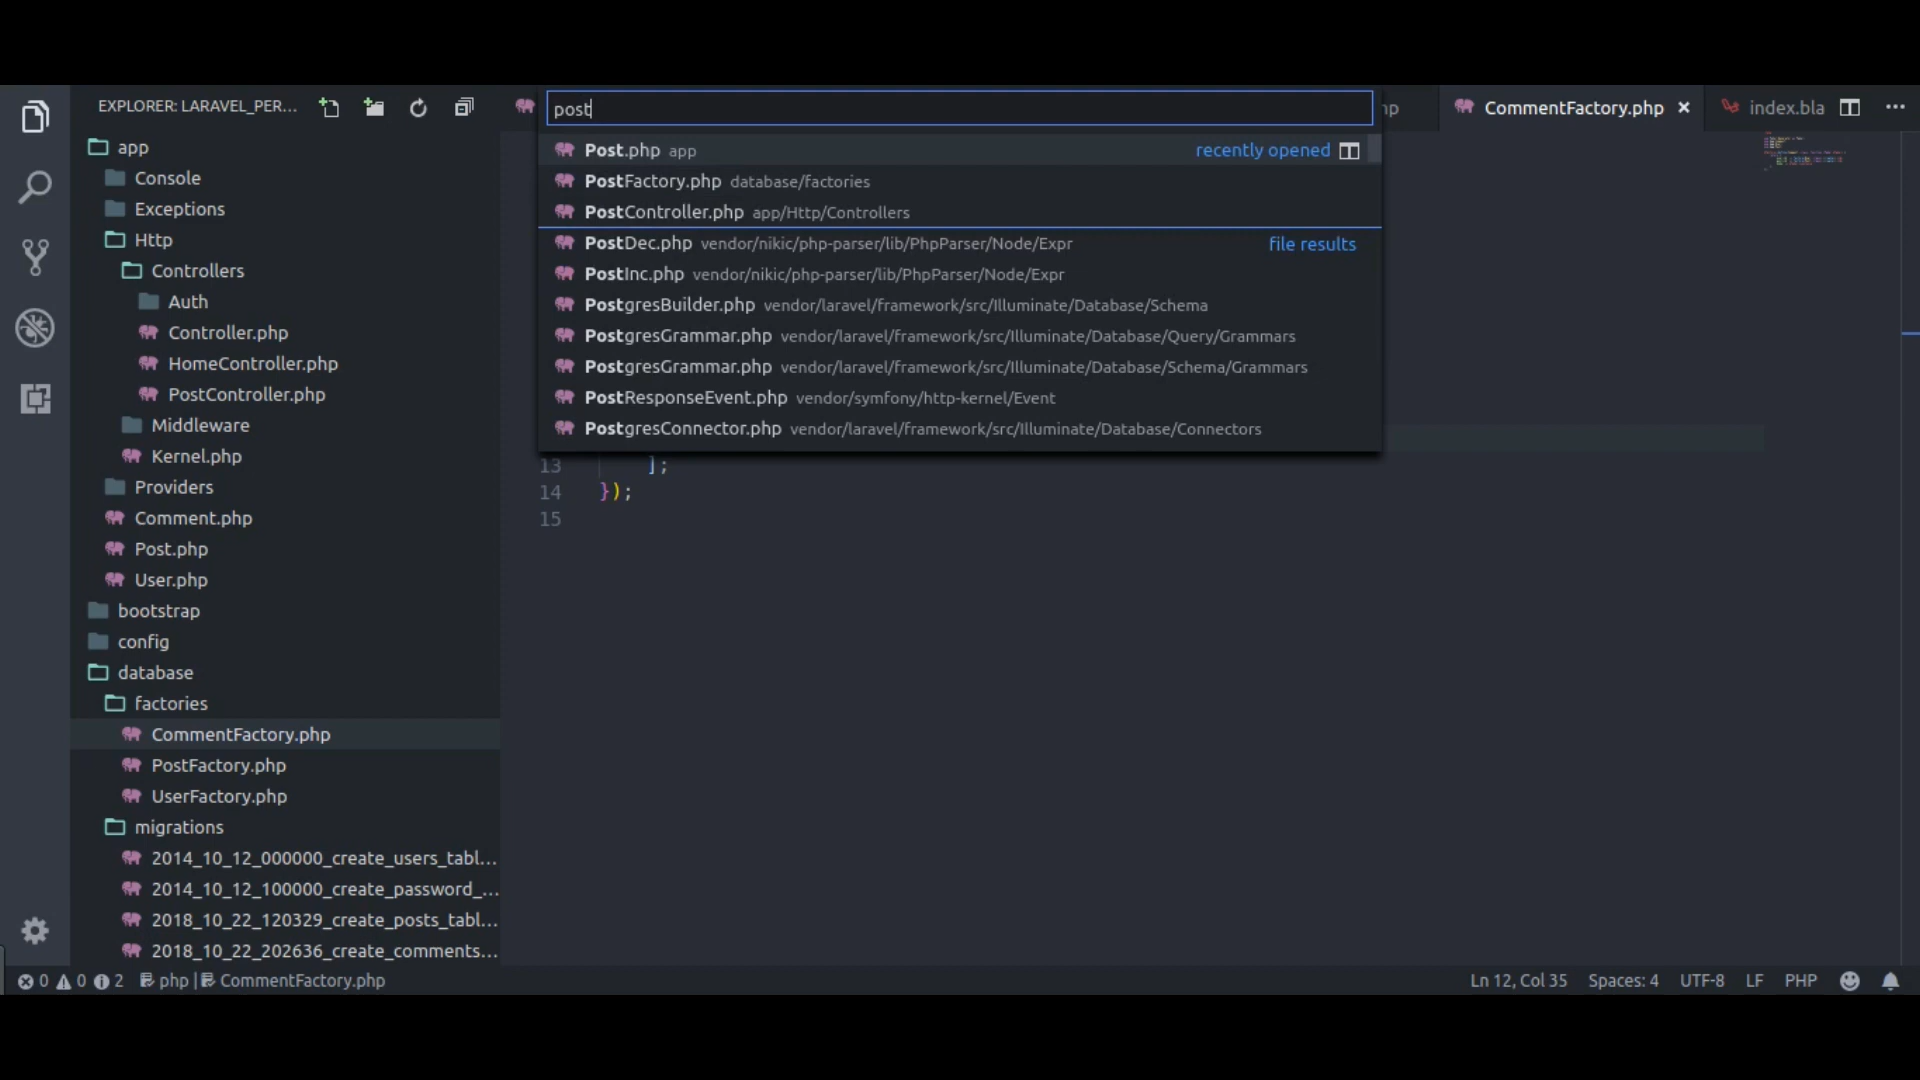 EXPLORER: LARAVEL_PER...
app
Console
Exceptions
Http
Controllers
Auth
Controller.php
HomeController.php
PostController.php
Middleware
Kernel.php
Providers
Comment.php
Post.php
User.php
bootstrap
config
database
factories
CommentFactory.php
PostFactory.php
UserFactory.php
migrations
2014_10_12_000000_create_users_tabl...
2014_10_12_100000_create_password_...
2018_10_22_120329_create_posts_tabl...
2018_10_22_202636_create_comments...
post
CommentFactory.php × index.bla ...
Post.php app recently opened
PostFactory.php database/factories
PostController.php app/Http/Controllers
PostDec.php vendor/nikic/php-parser/lib/PhpParser/Node/Expr file results
PostInc.php vendor/nikic/php-parser/lib/PhpParser/Node/Expr
PostgresBuilder.php vendor/laravel/framework/src/Illuminate/Database/Schema
PostgresGrammar.php vendor/laravel/framework/src/Illuminate/Database/Query/Grammars
PostgresGrammar.php vendor/laravel/framework/src/Illuminate/Database/Schema/Grammars
PostResponseEvent.php vendor/symfony/http-kernel/Event
PostgresConnector.php vendor/laravel/framework/src/Illuminate/Database/Connectors
13 ];
14 });
15
0 0 2 php | CommentFactory.php Ln 12, Col 35 Spaces: 4 UTF-8 LF PHP